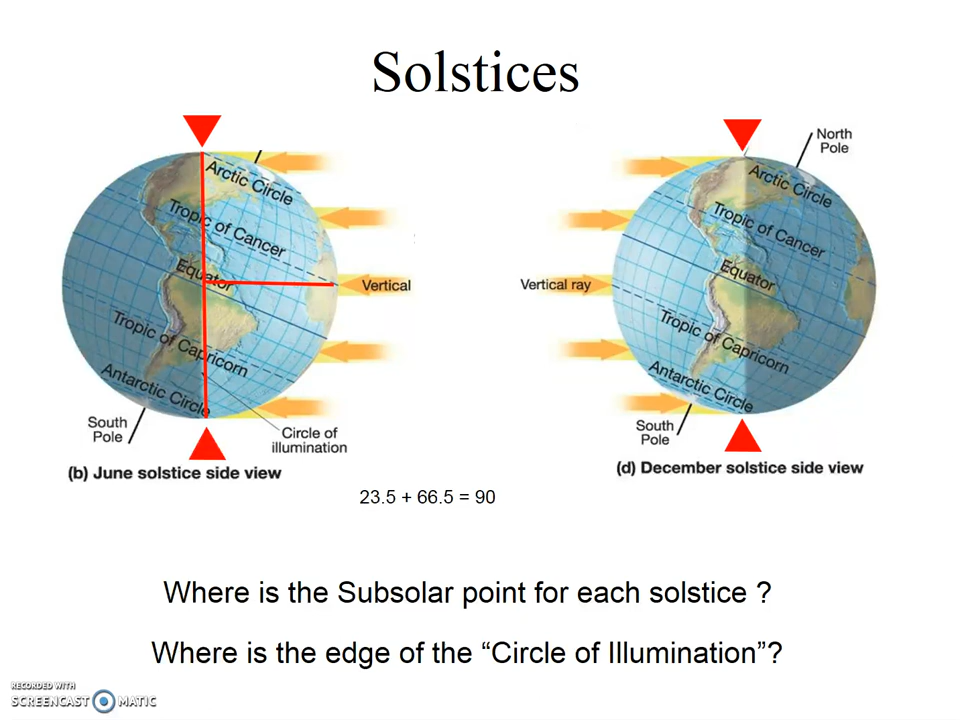 Solstices
Arctic Circle
Tropic of Cancer
Equator
Tropic of Capricorn
Antarctic Circle
Vertical
South
Pole
Circle of
illumination
(b) June solstice side view
North
Pole
Arctic Circle
Tropic of Cancer
Vertical ray
Equator
Tropic of Capricorn
Antarctic Circle
South
Pole
(d) December solstice side view
23.5 + 66.5 = 90
Where is the Subsolar point for each solstice ?
Where is the edge of the “Circle of Illumination”?
RECORDED WITH
SCREENCAST MATIC